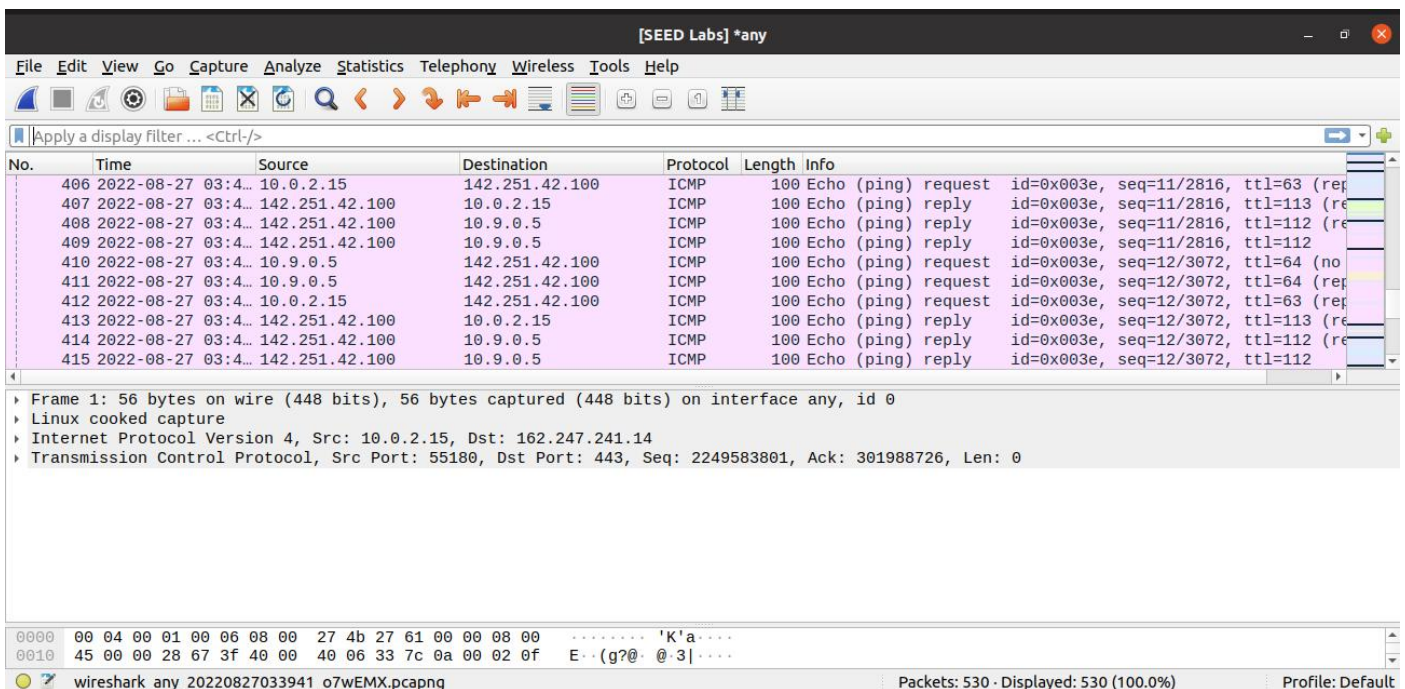 [SEED Labs] *any
File Edit View Go Capture Analyze Statistics Telephony Wireless Tools Help
Apply a display filter … <Ctrl-/>
No. Time Source Destination Protocol Length Info
406 2022-08-27 03:4… 10.0.2.15 142.251.42.100 ICMP 100 Echo (ping) request id=0x003e, seq=11/2816, ttl=63 (rep
407 2022-08-27 03:4… 142.251.42.100 10.0.2.15 ICMP 100 Echo (ping) reply id=0x003e, seq=11/2816, ttl=113 (re
408 2022-08-27 03:4… 142.251.42.100 10.9.0.5 ICMP 100 Echo (ping) reply id=0x003e, seq=11/2816, ttl=112 (re
409 2022-08-27 03:4… 142.251.42.100 10.9.0.5 ICMP 100 Echo (ping) reply id=0x003e, seq=11/2816, ttl=112
410 2022-08-27 03:4… 10.9.0.5 142.251.42.100 ICMP 100 Echo (ping) request id=0x003e, seq=12/3072, ttl=64 (no
411 2022-08-27 03:4… 10.9.0.5 142.251.42.100 ICMP 100 Echo (ping) request id=0x003e, seq=12/3072, ttl=64 (rep
412 2022-08-27 03:4… 10.0.2.15 142.251.42.100 ICMP 100 Echo (ping) request id=0x003e, seq=12/3072, ttl=63 (rep
413 2022-08-27 03:4… 142.251.42.100 10.0.2.15 ICMP 100 Echo (ping) reply id=0x003e, seq=12/3072, ttl=113 (re
414 2022-08-27 03:4… 142.251.42.100 10.9.0.5 ICMP 100 Echo (ping) reply id=0x003e, seq=12/3072, ttl=112 (re
415 2022-08-27 03:4… 142.251.42.100 10.9.0.5 ICMP 100 Echo (ping) reply id=0x003e, seq=12/3072, ttl=112
Frame 1: 56 bytes on wire (448 bits), 56 bytes captured (448 bits) on interface any, id 0
Linux cooked capture
Internet Protocol Version 4, Src: 10.0.2.15, Dst: 162.247.241.14
Transmission Control Protocol, Src Port: 55180, Dst Port: 443, Seq: 2249583801, Ack: 301988726, Len: 0
0000 00 04 00 01 00 06 08 00 27 4b 27 61 00 00 08 00 ········ 'K'a····
0010 45 00 00 28 67 3f 40 00 40 06 33 7c 0a 00 02 0f E··(g?@· @·3|····
wireshark_any_20220827033941_o7wEMX.pcapng Packets: 530 · Displayed: 530 (100.0%) Profile: Default